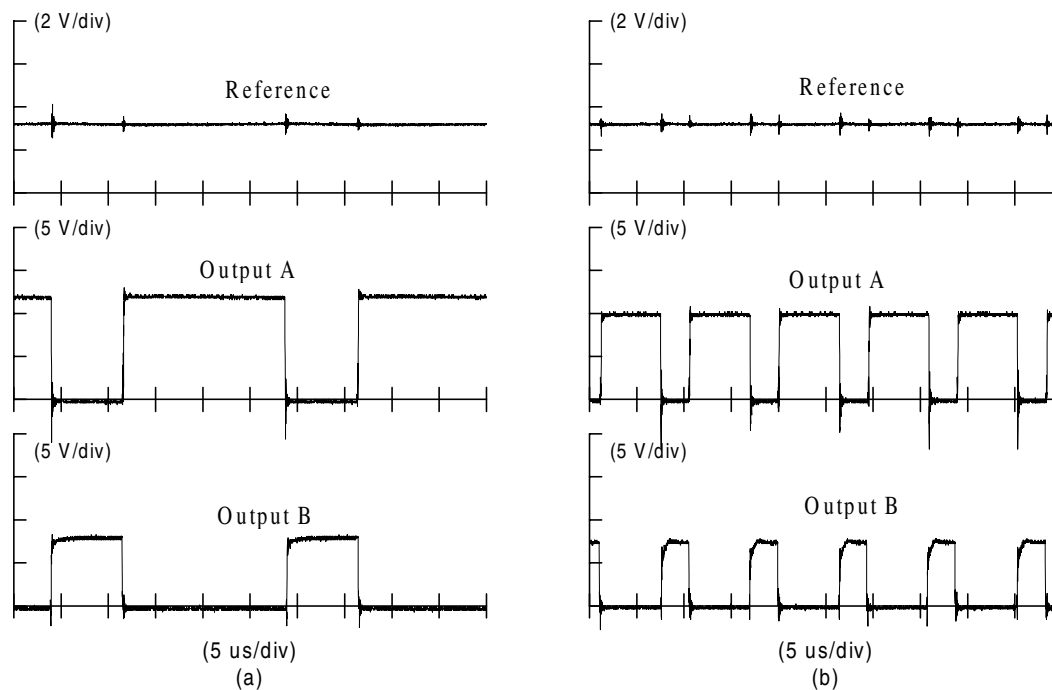 (2 V/div)
Reference
(5 V/div)
Output A
(5 V/div)
Output B
(5 us/div)
(a)
(2 V/div)
Reference
(5 V/div)
Output A
(5 V/div)
Output B
(5 us/div)
(b)